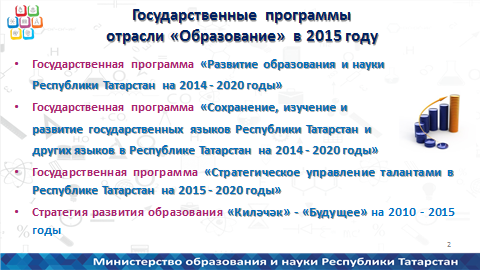 Государственные программы
отрасли «Образование» в 2015 году
• Государственная программа «Развитие образования и науки
Республики Татарстан на 2014 - 2020 годы»
• Государственная программа «Сохранение, изучение и
развитие государственных языков Республики Татарстан и
других языков в Республике Татарстан на 2014 - 2020 годы»
• Государственная программа «Стратегическое управление талантами в
Республике Татарстан на 2015 - 2020 годы»
• Стратегия развития образования «Килəчəк» - «Будущее» на 2010 - 2015
годы
2
Министерство образования и науки Республики Татарстан